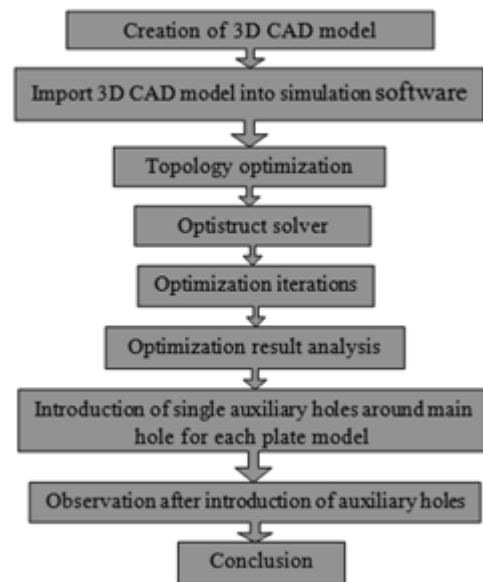 Creation of 3D CAD model
Import 3D CAD model into simulation software
Topology optimization
Optistruct solver
Optimization iterations
Optimization result analysis
Introduction of single auxiliary holes around main
hole for each plate model
Observation after introduction of auxiliary holes
Conclusion